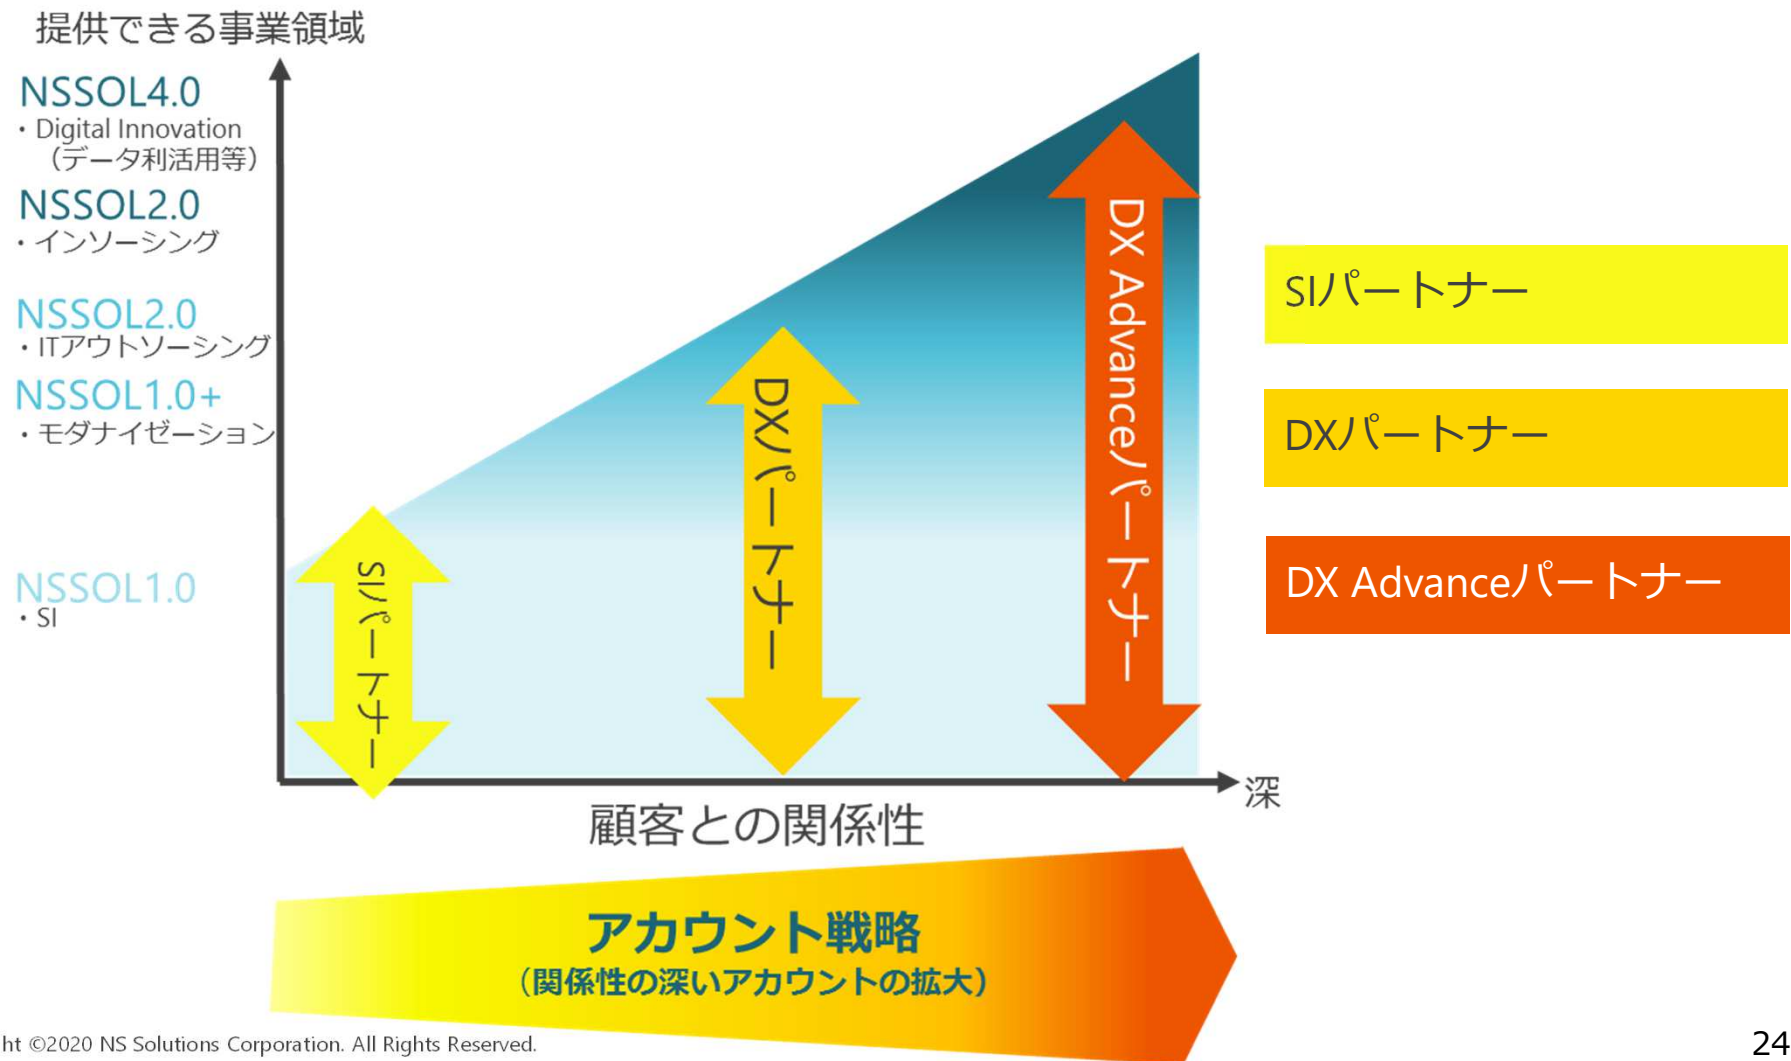 提供できる事業領域
NSSOL4.0
・Digital Innovation
（データ利活用等）
NSSOL2.0
・インソーシング
NSSOL2.0
・ITアウトソーシング
NSSOL1.0+
・モダナイゼーション
NSSOL1.0
・SI
SIパートナー
DXパートナー
DX Advanceパートナー
深
顧客との関係性
SIパートナー
DXパートナー
DX Advanceパートナー
アカウント戦略
（関係性の深いアカウントの拡大）
ht ©2020 NS Solutions Corporation. All Rights Reserved.
24